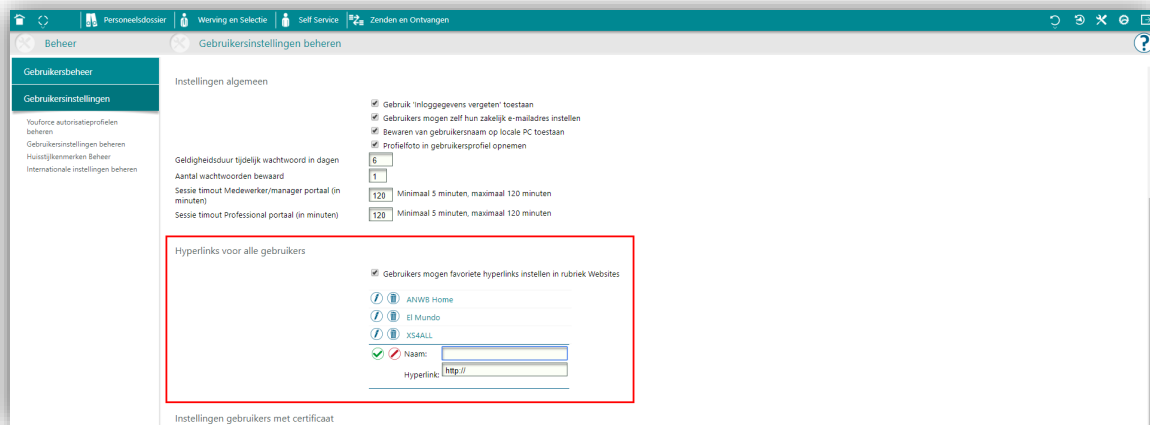 Personeelsdossier Werving en Selectie Self Service Zenden en Ontvangen
Beheer Gebruikersinstellingen beheren ?
Gebruikersbeheer
Gebruikersinstellingen
Youforce autorisatieprofielen
beheren
Gebruikersinstellingen beheren
Huisstijlkenmerken Beheer
Internationale instellingen beheren
Instellingen algemeen
Gebruik 'Inloggegevens vergeten' toestaan
Gebruikers mogen zelf hun zakelijk e-mailadres instellen
Bewaren van gebruikersnaam op locale PC toestaan
Profielfoto in gebruikersprofiel opnemen
Geldigheidsduur tijdelijk wachtwoord in dagen 6
Aantal wachtwoorden bewaard 1
Sessie timout Medewerker/manager portaal (in
minuten) 120 Minimaal 5 minuten, maximaal 120 minuten
Sessie timout Professional portaal (in minuten) 120 Minimaal 5 minuten, maximaal 120 minuten
Hyperlinks voor alle gebruikers
Gebruikers mogen favoriete hyperlinks instellen in rubriek Websites
ANWB Home
El Mundo
XS4ALL
Naam:
Hyperlink: http://
Instellingen gebruikers met certificaat